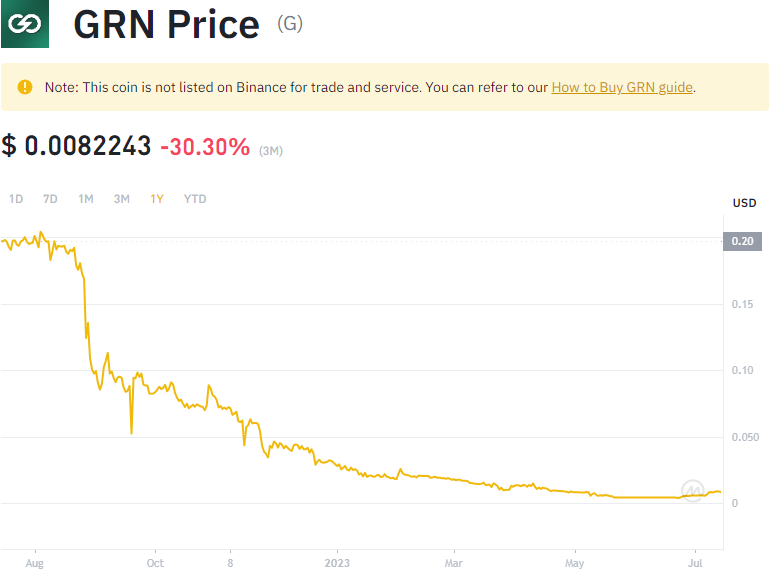 GRN Price (G)
Note: This coin is not listed on Binance for trade and service. You can refer to our How to Buy GRN guide.
$ 0.0082243 -30.30% (3M)
1D 7D 1M 3M 1Y YTD
USD
0.20
0.15
0.10
0.050
0
Aug Oct 8 2023 Mar May Jul